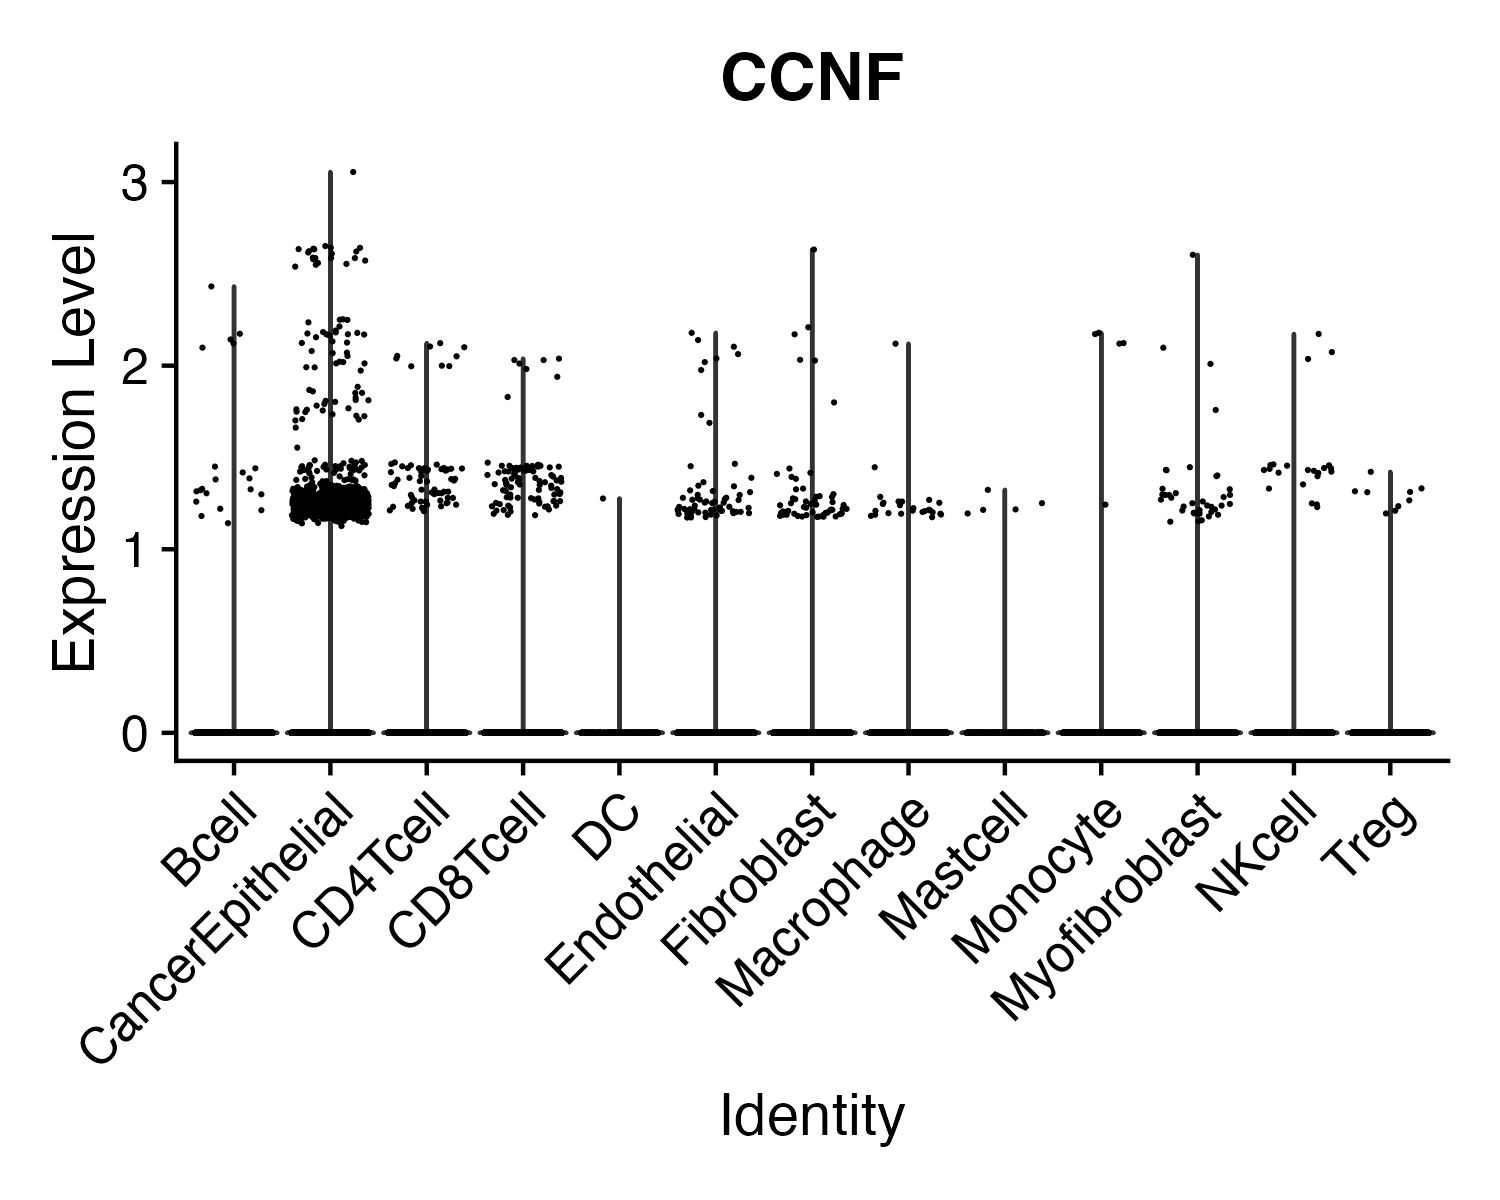 CCNF
Expression Level
3
2
1
0
Bcell
CancerEpithelial
CD4Tcell
CD8Tcell
DC
Endothelial
Fibroblast
Macrophage
Mastcell
Monocyte
Myofibroblast
NKcell
Treg
Identity